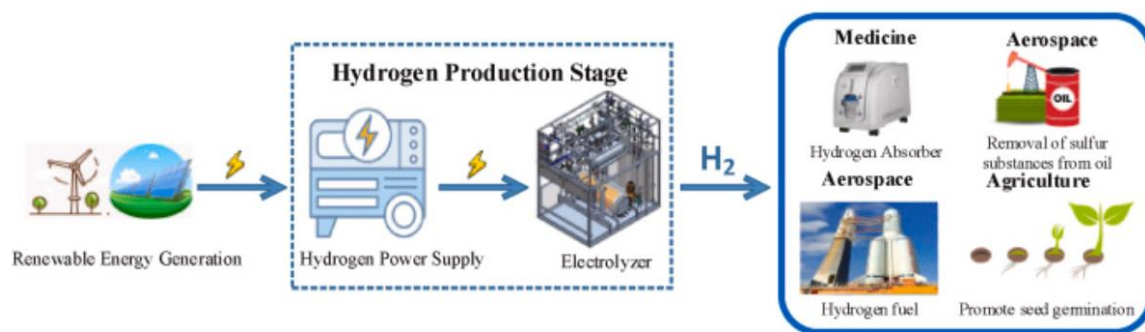 Hydrogen Production Stage
Renewable Energy Generation
Hydrogen Power Supply
Electrolyzer
H2
Medicine
Hydrogen Absorber
Aerospace
OIL
Removal of sulfur
substances from oil
Aerospace
Hydrogen fuel
Agriculture
Promote seed germination